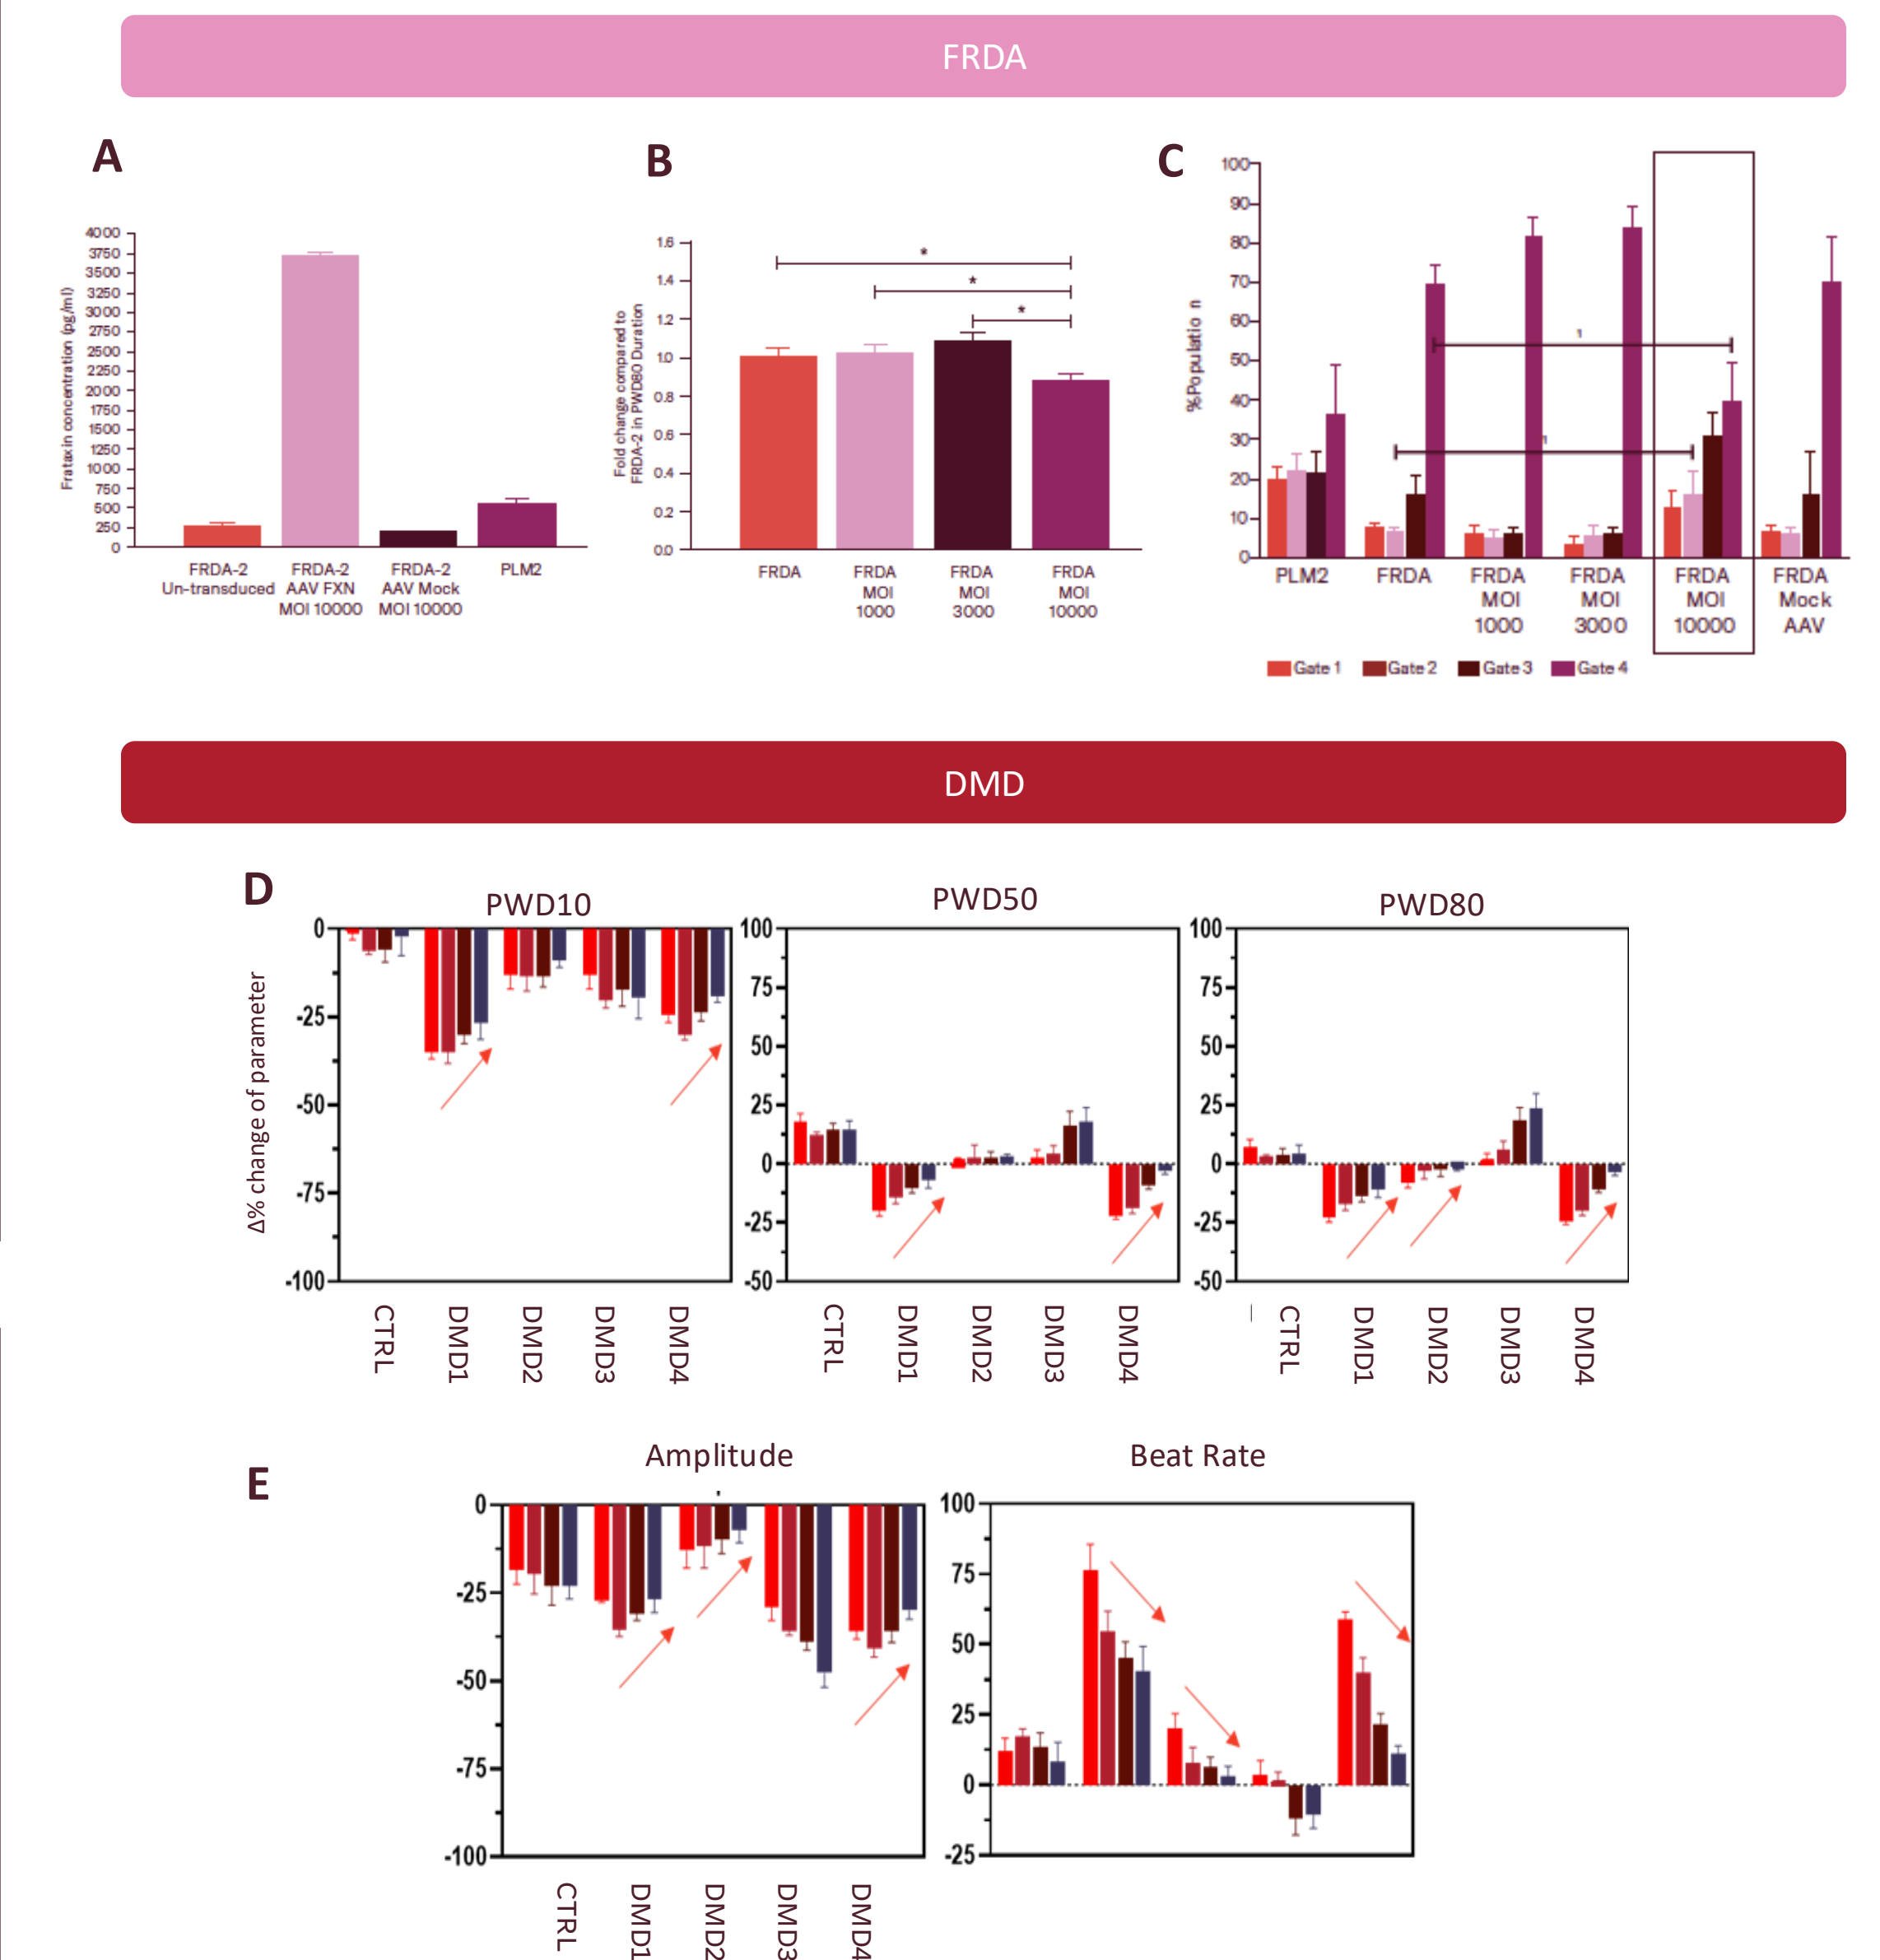 FRDA
A
Frataxin concentration (pg/ml)
4000
3750
3500
3250
3000
2750
2500
2250
2000
1750
1500
1250
1000
750
500
250
0
FRDA-2
Un-transduced
FRDA-2
AAV FXN
MOI 10000
FRDA-2
AAV Mock
MOI 10000
PLM2
B
Fold change compared to
FRDA-2 in PWD80 Duration
1.6
1.4
1.2
1.0
0.8
0.6
0.4
0.2
0.0
*
*
*
FRDA
FRDA
MOI
1000
FRDA
MOI
3000
FRDA
MOI
10000
C
%Population
100
90
80
70
60
50
40
30
20
10
0
1
1
PLM2
FRDA
FRDA
MOI
1000
FRDA
MOI
3000
FRDA
MOI
10000
FRDA
Mock
AAV
Gate 1 Gate 2 Gate 3 Gate 4
DMD
D
Δ% change of parameter
PWD10
0
-25
-50
-75
-100
CTRL
DMD1
DMD2
DMD3
DMD4
PWD50
100
75
50
25
0
-25
-50
CTRL
DMD1
DMD2
DMD3
DMD4
PWD80
100
75
50
25
0
-25
-50
CTRL
DMD1
DMD2
DMD3
DMD4
E
Amplitude
0
-25
-50
-75
-100
CTRL
DMD1
DMD2
DMD3
DMD4
Beat Rate
100
75
50
25
0
-25